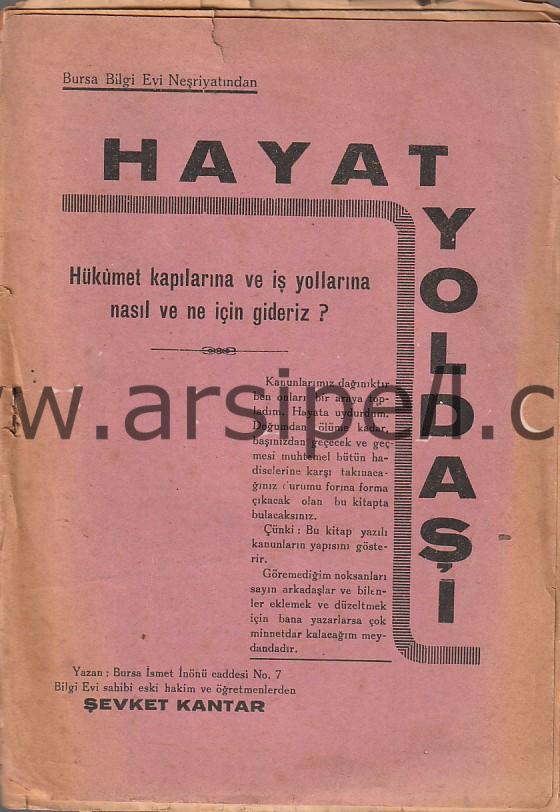 Bursa Bilgi Evi Neşriyatından
HAYAT
YOLDAŞİ
Hükûmet kapılarına ve iş yollarına
nasıl ve ne için gideriz ?
Kanunlarımız dağınıktır
ben onları bir araya top-
ladım. Hayata uydurdum.
Doğumdan ölüme kadar,
başınızdan geçecek ve geç-
mesi muhtemel bütün ha-
diselerine karşı takınaca-
ğınız durumu forma forma
çıkacak olan bu kitapta
bulacaksınız.
Çünki : Bu kitap yazılı
kanunların yapısını göste-
rir.
Göremediğim noksanları
sayın arkadaşlar ve bilen-
ler eklemek ve düzeltmek
için bana yazarlarsa çok
minnetdar kalacağım mey-
dandadır.
Yazan : Bursa İsmet İnönü caddesi No. 7
Bilgi Evi sahibi eski hakim ve öğretmenlerden
ŞEVKET KANTAR
w.arsipell.c